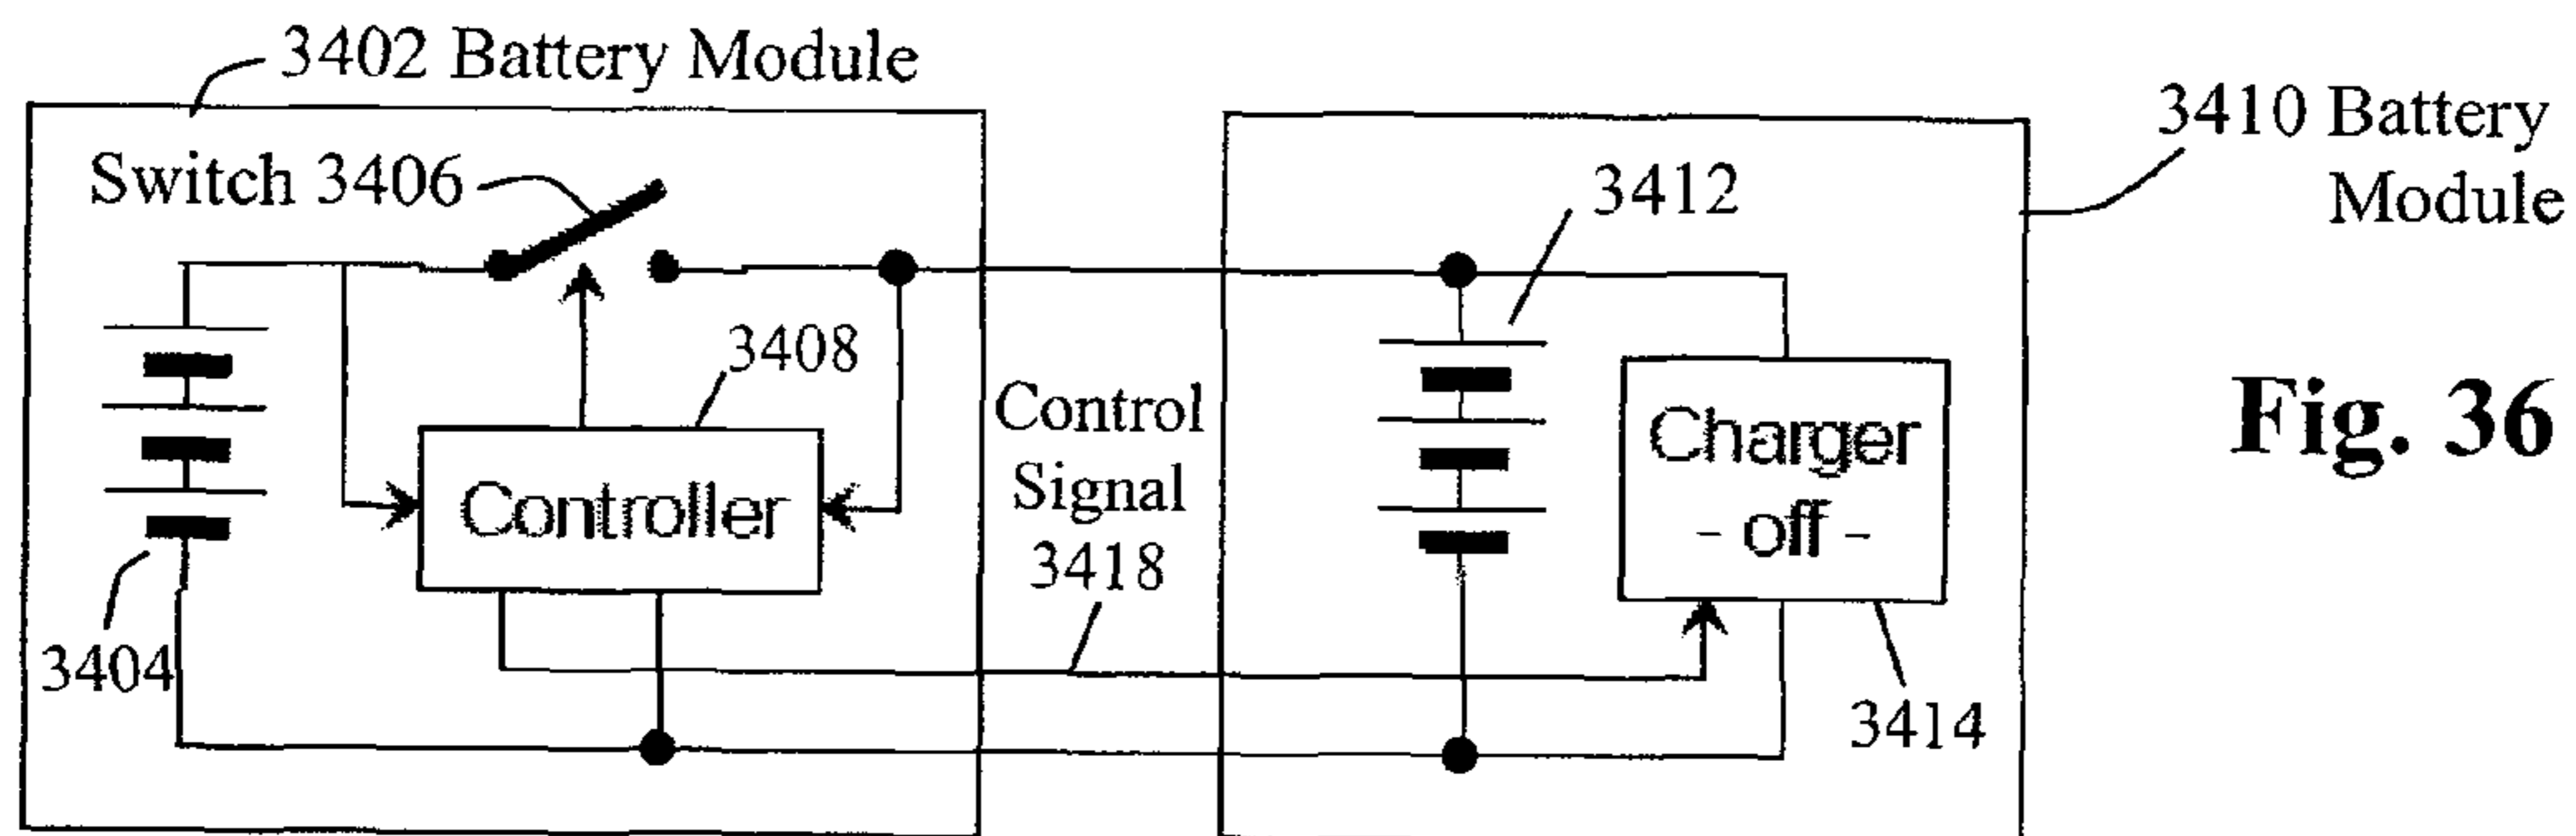 3402 Battery Module
3410 Battery
Module
Switch 3406
3412
3408
Control
Signal
3418
Controller
Charger
- off -
3404
3414
Fig. 36